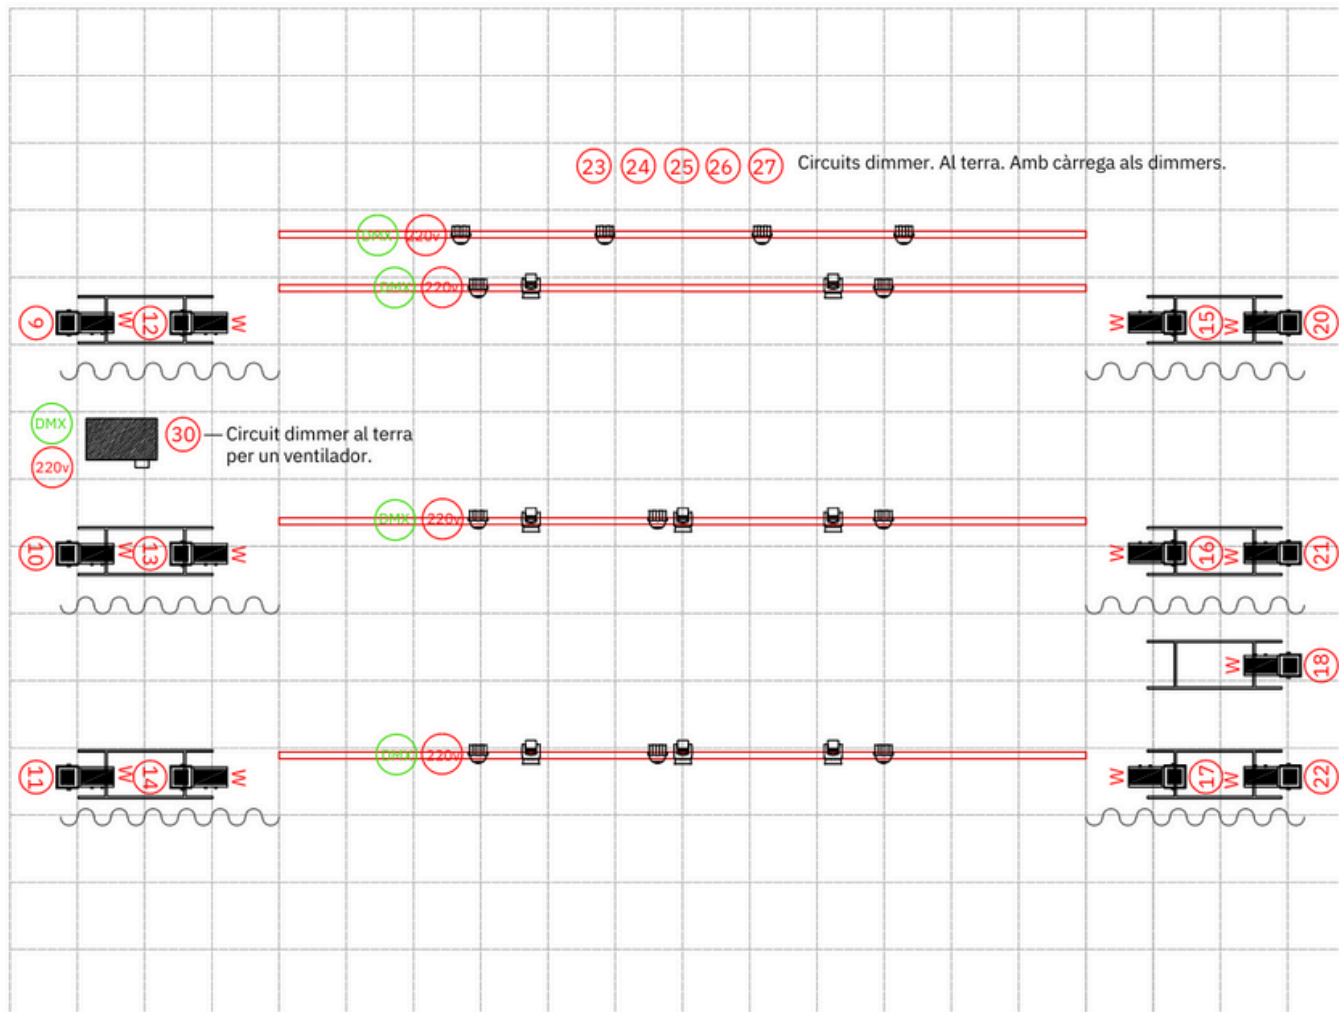 23 24 25 26 27 Circuits dimmer. Al terra. Amb càrrega als dimmers.
DMX 220v
DMX 220v
9 W 12 W
W 15 W 20
DMX
220v
30 Circuit dimmer al terra
per un ventilador.
DMX 220v
10 W 13 W
W 16 W 21
W 18
DMX 220v
11 W 14 W
W 17 W 22